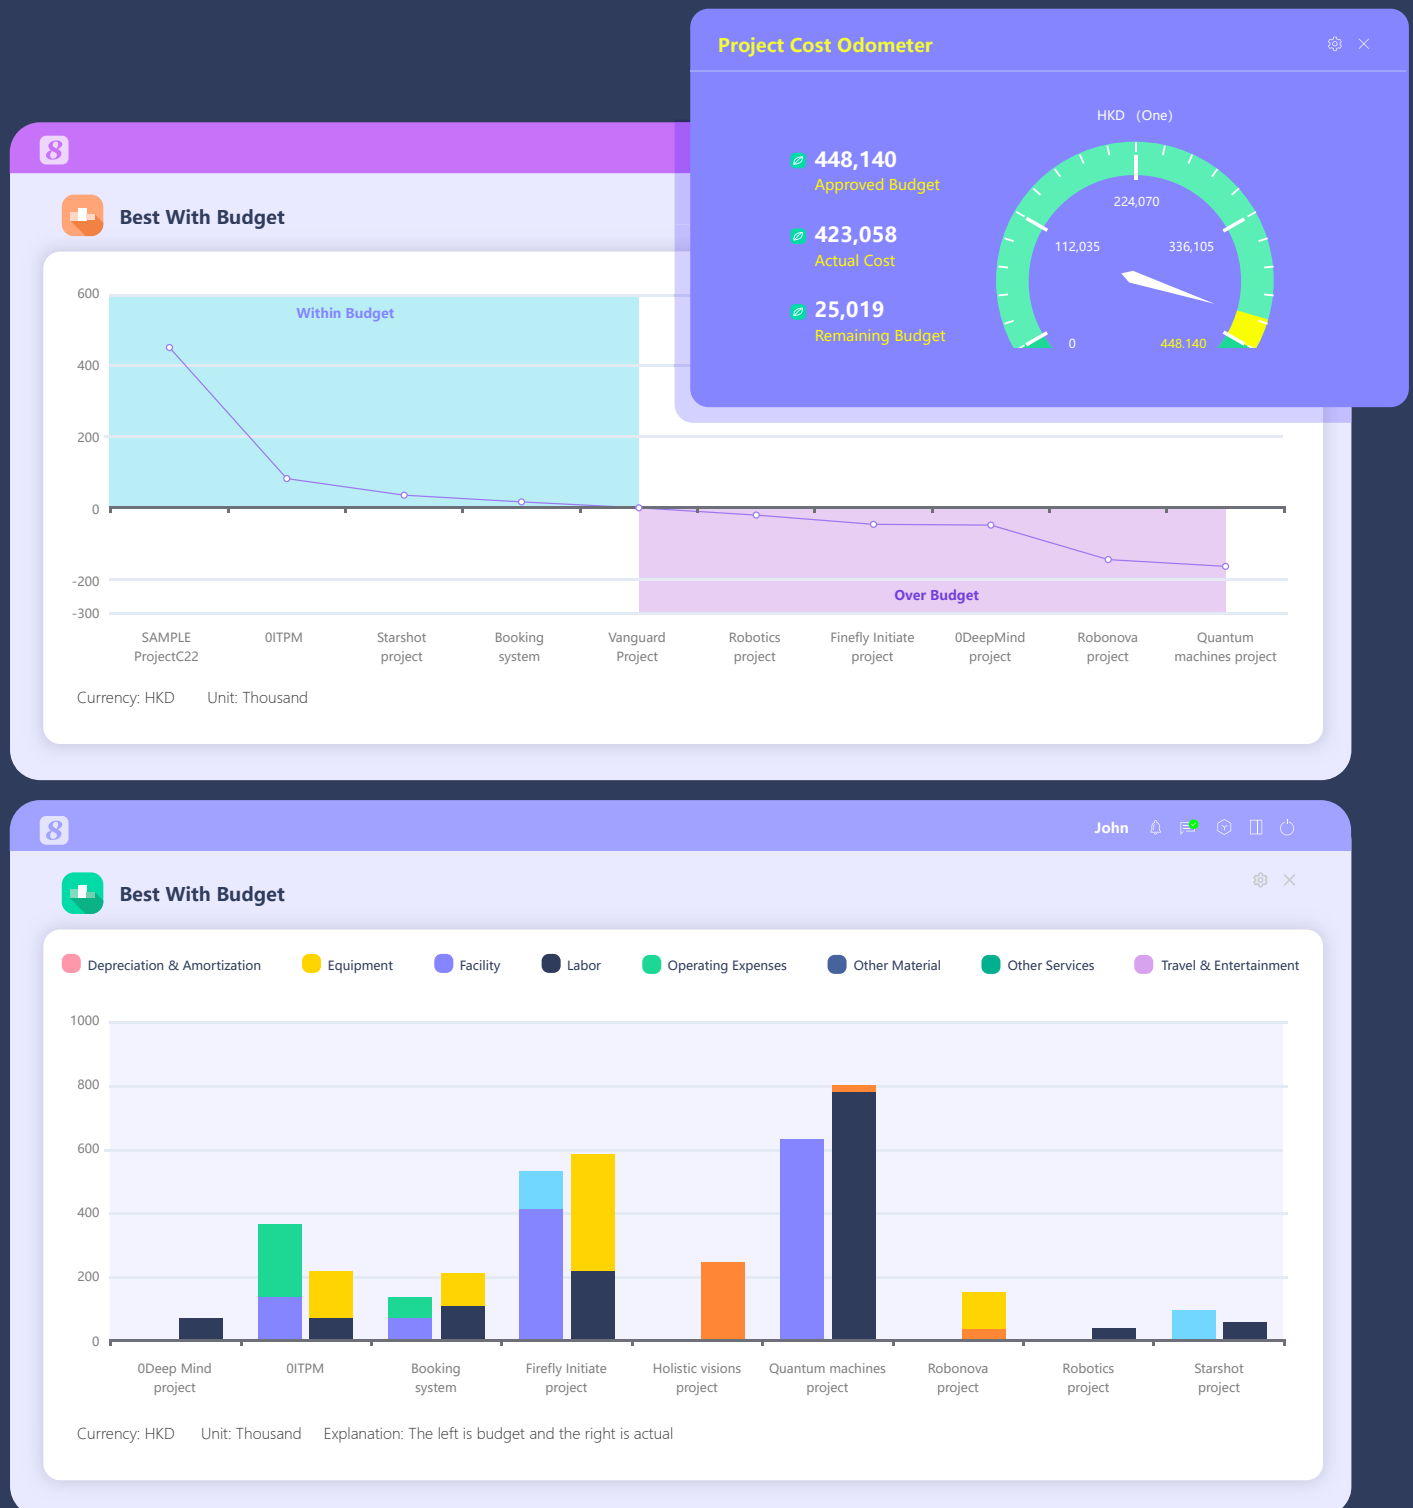 Project Cost Odometer
HKD （One）
448,140
Approved Budget
423,058
Actual Cost
25,019
Remaining Budget
224,070
112,035
336,105
0
448.140
8
Best With Budget
600
400
200
0
-200
-300
Within Budget
Over Budget
SAMPLE ProjectC22
0ITPM
Starshot project
Booking system
Vanguard Project
Robotics project
Finefly Initiate project
0DeepMind project
Robonova project
Quantum machines project
Currency: HKD Unit: Thousand
8
John
Best With Budget
Depreciation & Amortization Equipment Facility Labor Operating Expenses Other Material Other Services Travel & Entertainment
1000
800
600
400
200
0
0Deep Mind project
0ITPM
Booking system
Firefly Initiate project
Holistic visions project
Quantum machines project
Robonova project
Robotics project
Starshot project
Currency: HKD Unit: Thousand Explanation: The left is budget and the right is actual